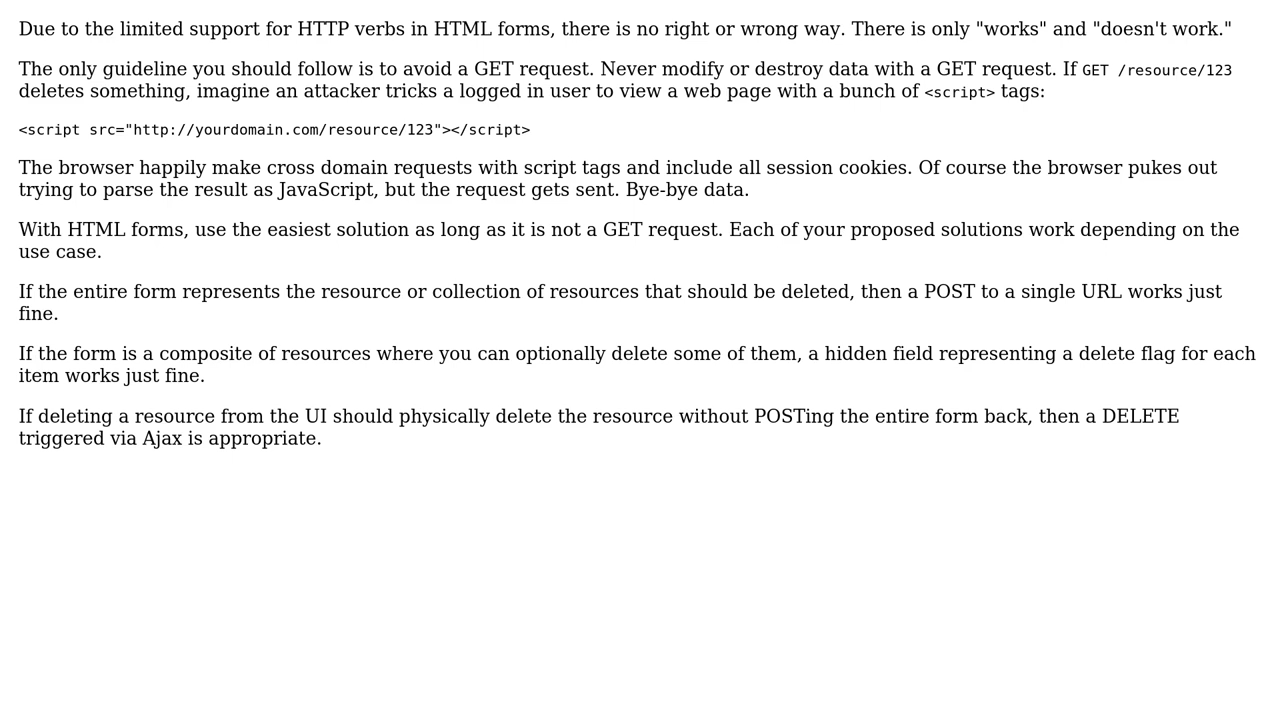 Due to the limited support for HTTP verbs in HTML forms, there is no right or wrong way. There is only "works" and "doesn't work."
The only guideline you should follow is to avoid a GET request. Never modify or destroy data with a GET request. If GET /resource/123
deletes something, imagine an attacker tricks a logged in user to view a web page with a bunch of <script> tags:
<script src="http://yourdomain.com/resource/123"></script>
The browser happily make cross domain requests with script tags and include all session cookies. Of course the browser pukes out
trying to parse the result as JavaScript, but the request gets sent. Bye-bye data.
With HTML forms, use the easiest solution as long as it is not a GET request. Each of your proposed solutions work depending on the
use case.
If the entire form represents the resource or collection of resources that should be deleted, then a POST to a single URL works just
fine.
If the form is a composite of resources where you can optionally delete some of them, a hidden field representing a delete flag for each
item works just fine.
If deleting a resource from the UI should physically delete the resource without POSTing the entire form back, then a DELETE
triggered via Ajax is appropriate.